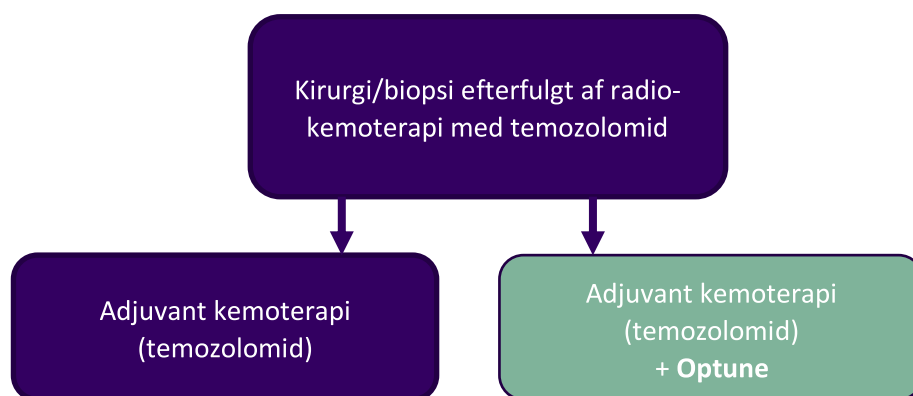 Kirurgi/biopsi efterfulgt af radio-
kemoterapi med temozolomid
Adjuvant kemoterapi
(temozolomid)
Adjuvant kemoterapi
(temozolomid)
+ Optune